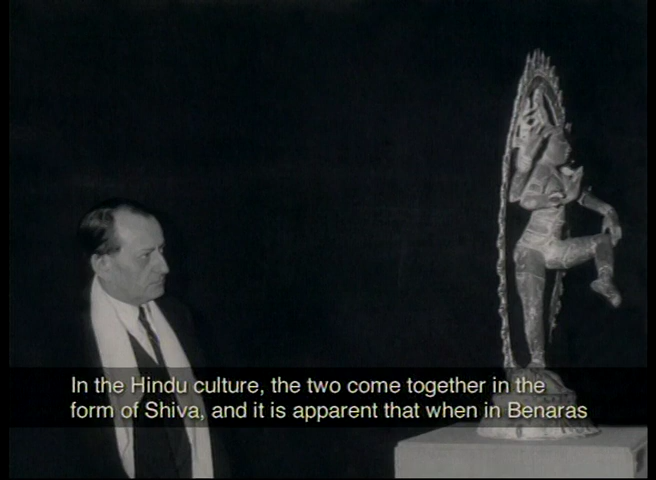 In the Hindu culture, the two come together in the
form of Shiva, and it is apparent that when in Benaras